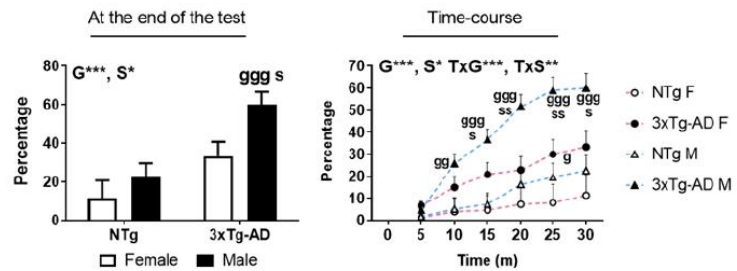 At the end of the test
G***, S*
ggg s
Percentage
80
60
40
20
0
NTg
3xTg-AD
Female
Male
Time-course
G***, S* TxG***, TxS**
Percentage
70
60
50
40
30
20
10
0
gg
ggg
s
ggg
ss
ggg
ss
ggg
s
g
0
5
10
15
20
25
30
Time (m)
NTg F
3xTg-AD F
NTg M
3xTg-AD M